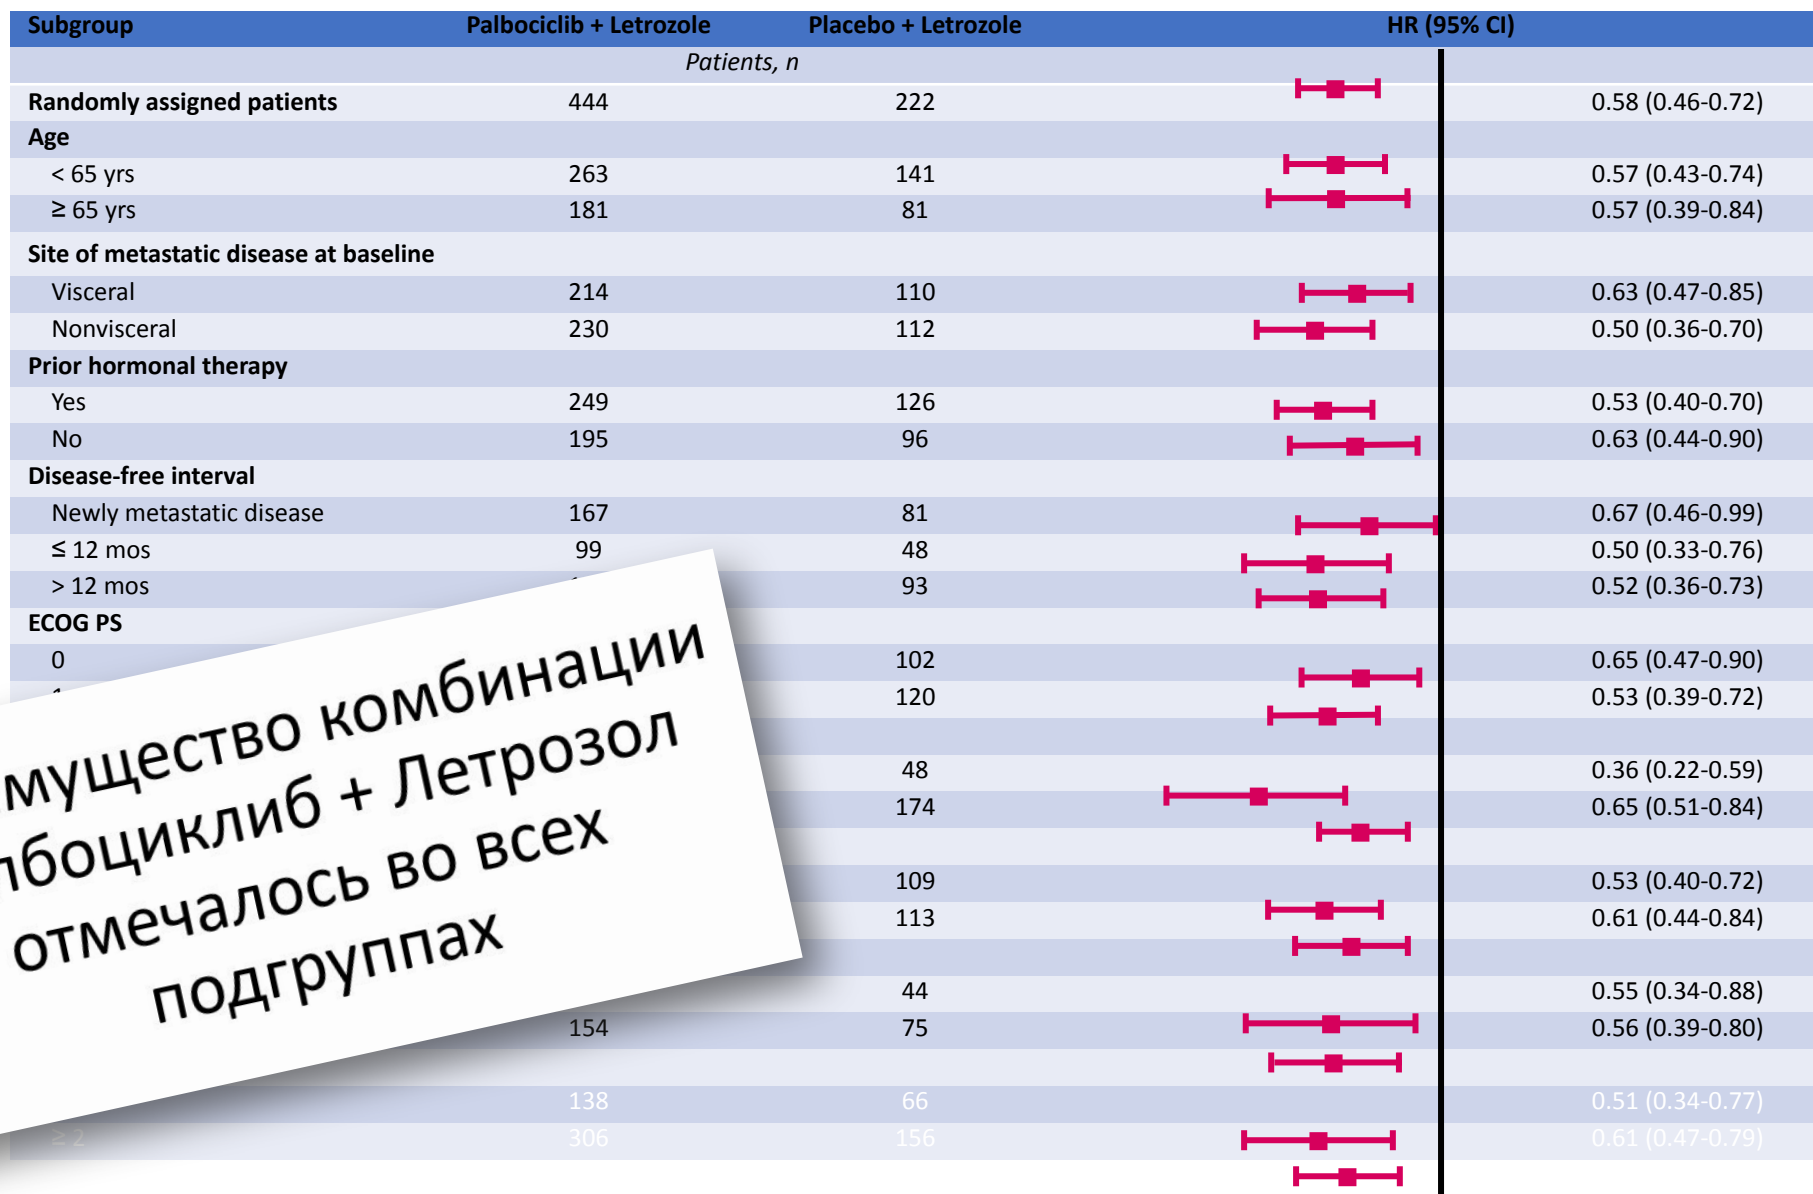 Subgroup Palbociclib + Letrozole Placebo + Letrozole HR (95% CI)
Patients, n
Randomly assigned patients 444 222 0.58 (0.46-0.72)
Age
< 65 yrs 263 141 0.57 (0.43-0.74)
≥ 65 yrs 181 81 0.57 (0.39-0.84)
Site of metastatic disease at baseline
Visceral 214 110 0.63 (0.47-0.85)
Nonvisceral 230 112 0.50 (0.36-0.70)
Prior hormonal therapy
Yes 249 126 0.53 (0.40-0.70)
No 195 96 0.63 (0.44-0.90)
Disease-free interval
Newly metastatic disease 167 81 0.67 (0.46-0.99)
≤ 12 mos 99 48 0.50 (0.33-0.76)
> 12 mos 93 0.52 (0.36-0.73)
ECOG PS
0 102 0.65 (0.47-0.90)
120 0.53 (0.39-0.72)
48 0.36 (0.22-0.59)
174 0.65 (0.51-0.84)
109 0.53 (0.40-0.72)
113 0.61 (0.44-0.84)
44 0.55 (0.34-0.88)
154 75 0.56 (0.39-0.80)
138 66 0.51 (0.34-0.77)
≥ 2 306 156 0.61 (0.47-0.79)
комбинации
+ Летрозол
отмечалось во всех
подгруппах